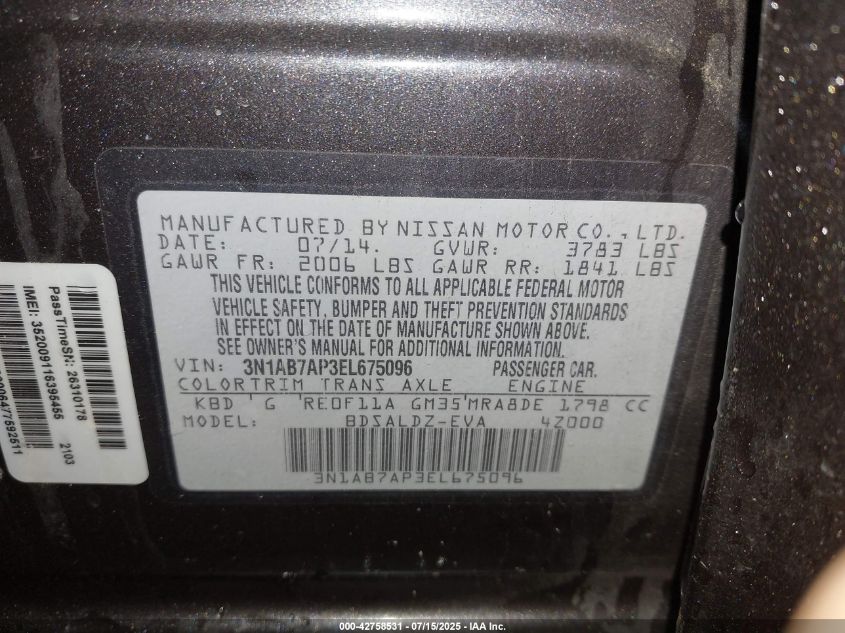 MANUFACTURED BY NISSAN MOTOR CO., LTD.
DATE: 07/14. GVWR: 3783 LBS
GAWR FR: 2006 LBS GAWR RR: 1841 LBS
THIS VEHICLE CONFORMS TO ALL APPLICABLE FEDERAL MOTOR
VEHICLE SAFETY, BUMPER AND THEFT PREVENTION STANDARDS
IN EFFECT ON THE DATE OF MANUFACTURE SHOWN ABOVE.
SEE OWNER'S MANUAL FOR ADDITIONAL INFORMATION.
VIN: 3N1AB7AP3EL675096 PASSENGER CAR.
COLOR TRIM TRANS AXLE ENGINE
KBD G RE0F11A GM35 MRA8DE 1798 CC
MODEL: BDSALDZ-EVA 4Z000
3N1AB7AP3EL675096
PassTimeSN: 26310178 2103
IMEI: 352009116395455
000-42758531 - 07/15/2025 - IAA Inc.